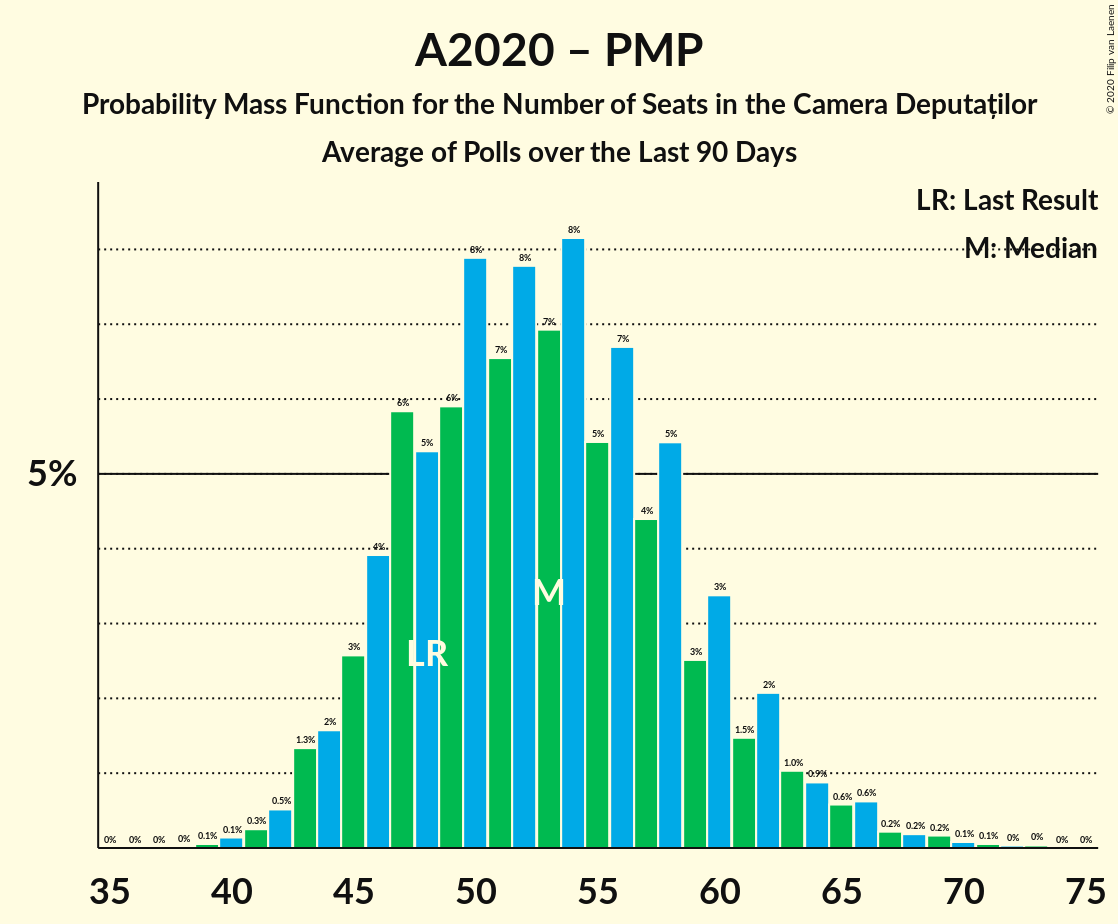 A2020 – PMP
Probability Mass Function for the Number of Seats in the Camera Deputaților
Average of Polls over the Last 90 Days
© 2020 Filip van Laenen
LR: Last Result
M: Median
5%
0% 0% 0% 0% 0.1% 0.1% 0.3% 0.5% 1.3% 2% 3% 4% 6% 5% 6% 8% 7% 8% 7% 8% 5% 7% 4% 5% 3% 3% 1.5% 2% 1.0% 0.9% 0.6% 0.6% 0.2% 0.2% 0.2% 0.1% 0.1% 0% 0% 0% 0%
LR
M
35 40 45 50 55 60 65 70 75